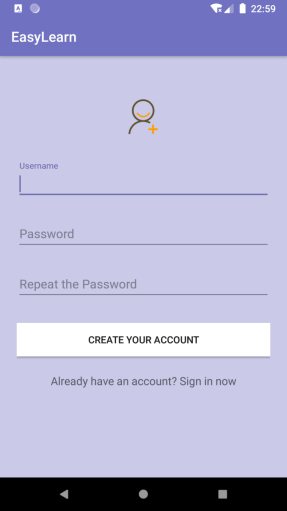 22:59
EasyLearn
Username
Password
Repeat the Password
CREATE YOUR ACCOUNT
Already have an account? Sign in now